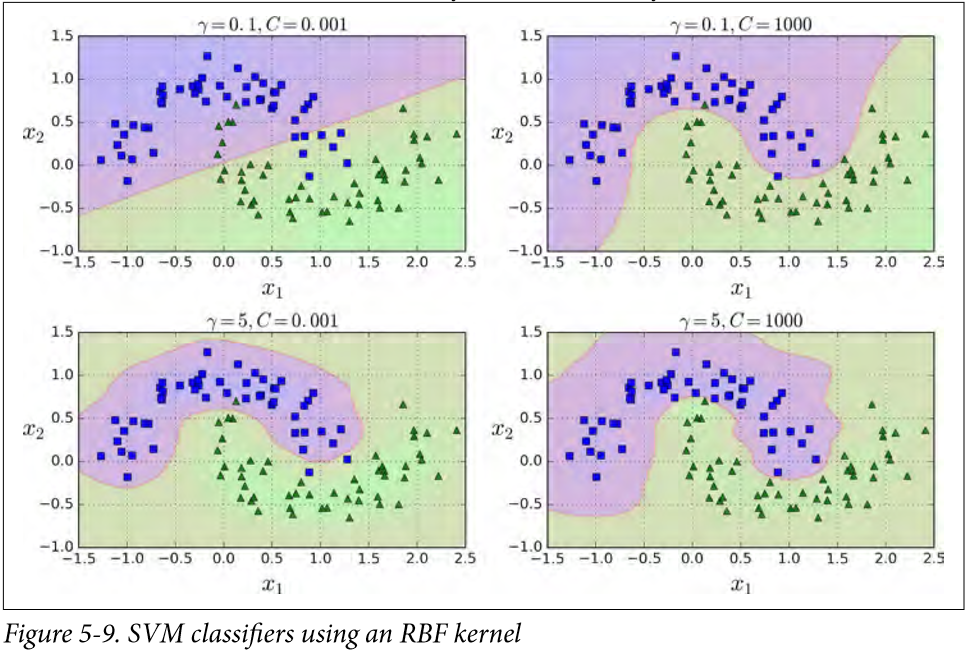 γ=0.1, C=0.001
1.5
1.0
0.5
0.0
−0.5
−1.0
x₂
−1.5 −1.0 −0.5 0.0 0.5 1.0 1.5 2.0 2.5
x₁
γ=0.1, C=1000
1.5
1.0
0.5
0.0
−0.5
−1.0
x₂
−1.5 −1.0 −0.5 0.0 0.5 1.0 1.5 2.0 2.5
x₁
γ=5, C=0.001
1.5
1.0
0.5
0.0
−0.5
−1.0
x₂
−1.5 −1.0 −0.5 0.0 0.5 1.0 1.5 2.0 2.5
x₁
γ=5, C=1000
1.5
1.0
0.5
0.0
−0.5
−1.0
x₂
−1.5 −1.0 −0.5 0.0 0.5 1.0 1.5 2.0 2.5
x₁
Figure 5-9. SVM classifiers using an RBF kernel